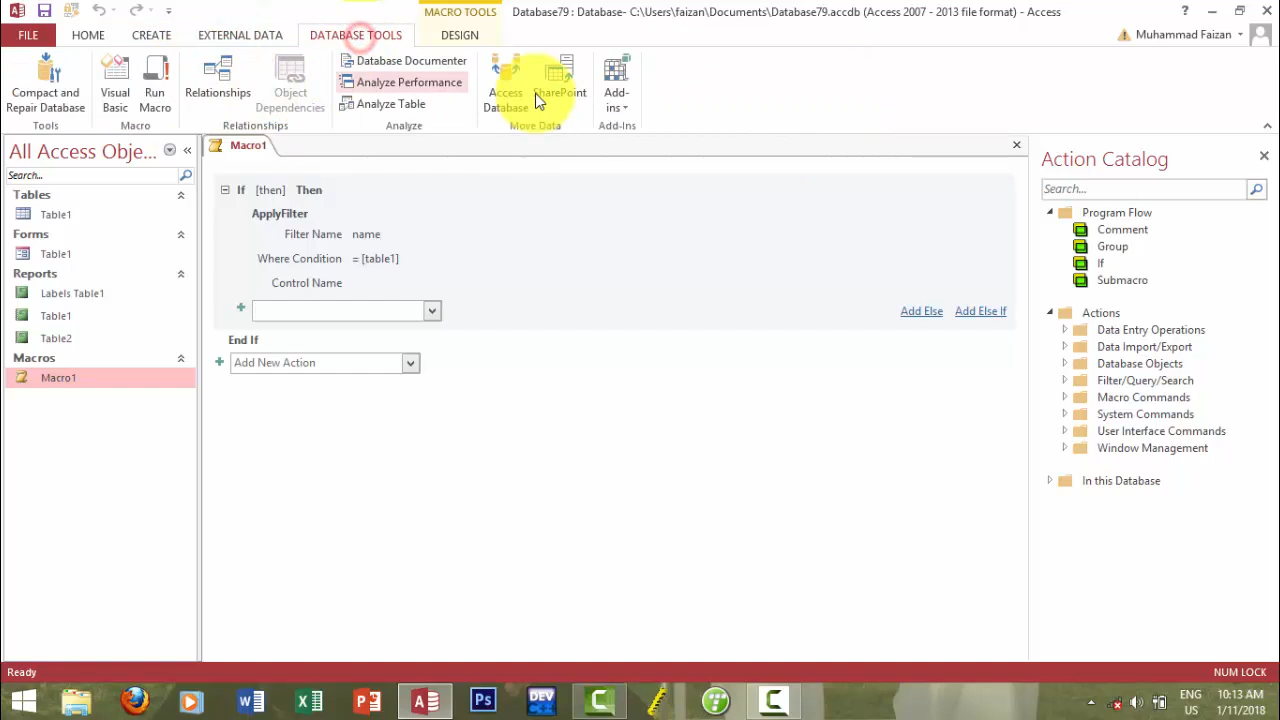 MACRO TOOLS
Database79 : Database- C:\Users\faizan\Documents\Database79.accdb (Access 2007 - 2013 file format) - Access
FILE HOME CREATE EXTERNAL DATA DATABASE TOOLS DESIGN
Muhammad Faizan
Compact and Repair Database
Visual Basic
Run Macro
Relationships
Object Dependencies
Database Documenter
Analyze Performance
Analyze Table
Access Database
SharePoint
Add-ins
Tools Macro Relationships Analyze Move Data Add-Ins
All Access Obje...
Search...
Tables
Table1
Forms
Table1
Reports
Labels Table1
Table1
Table2
Macros
Macro1
Macro1
If [then] Then
ApplyFilter
Filter Name name
Where Condition = [table1]
Control Name
Add Else Add Else If
End If
Add New Action
Action Catalog
Search...
Program Flow
Comment
Group
If
Submacro
Actions
Data Entry Operations
Data Import/Export
Database Objects
Filter/Query/Search
Macro Commands
System Commands
User Interface Commands
Window Management
In this Database
Ready
NUM LOCK
DEV
ENG
US
10:13 AM
1/11/2018